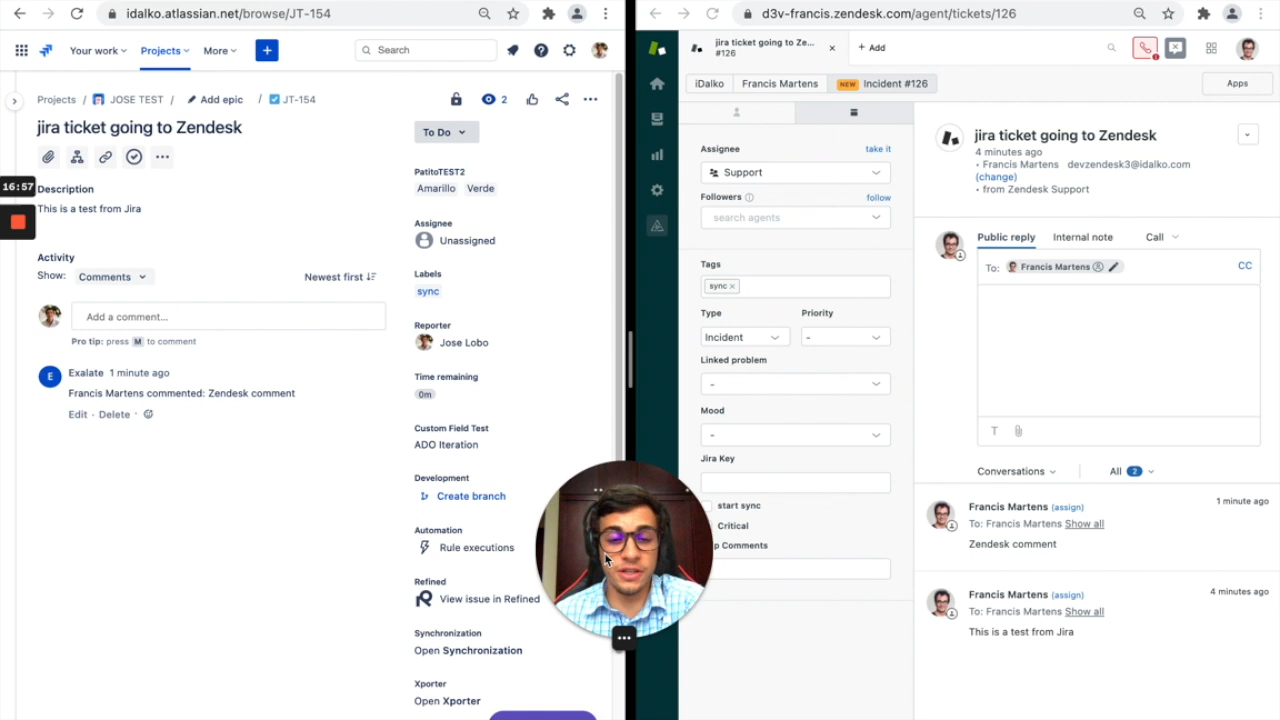 idalko.atlassian.net/browse/JT-154
Your work
Projects
More
Search
Projects / JOSE TEST / Add epic / JT-154
2
jira ticket going to Zendesk
To Do
16:57
Description
This is a test from Jira
Activity
Show: Comments
Newest first
Add a comment...
Pro tip: press M to comment
E
Exalate 1 minute ago
Francis Martens commented: Zendesk comment
Edit · Delete ·
PatitoTEST2
Amarillo Verde
Assignee
Unassigned
Labels
sync
Reporter
Jose Lobo
Time remaining
0m
Custom Field Test
ADO Iteration
Development
Create branch
Automation
Rule executions
Refined
View issue in Refined
Synchronization
Open Synchronization
Xporter
Open Xporter
d3v-francis.zendesk.com/agent/tickets/126
jira ticket going to Ze...
#126
Add
iDalko
Francis Martens
NEW Incident #126
Apps
Assignee
take it
Support
Followers
follow
search agents
Tags
sync
Type
Priority
Incident
-
Linked problem
-
Mood
-
Jira Key
start sync
Critical
p Comments
jira ticket going to Zendesk
4 minutes ago
• Francis Martens devzendesk3@idalko.com
(change)
• from Zendesk Support
Public reply
Internal note
Call
To: Francis Martens
CC
T
Conversations
All 2
Francis Martens (assign)
1 minute ago
To: Francis Martens Show all
Zendesk comment
Francis Martens (assign)
4 minutes ago
To: Francis Martens Show all
This is a test from Jira